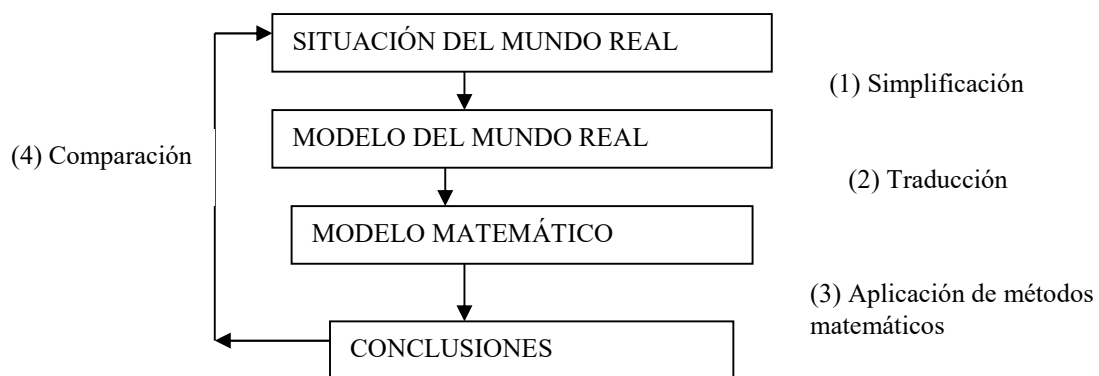 SITUACIÓN DEL MUNDO REAL
(1) Simplificación
MODELO DEL MUNDO REAL
(4) Comparación
(2) Traducción
MODELO MATEMÁTICO
(3) Aplicación de métodos
matemáticos
CONCLUSIONES